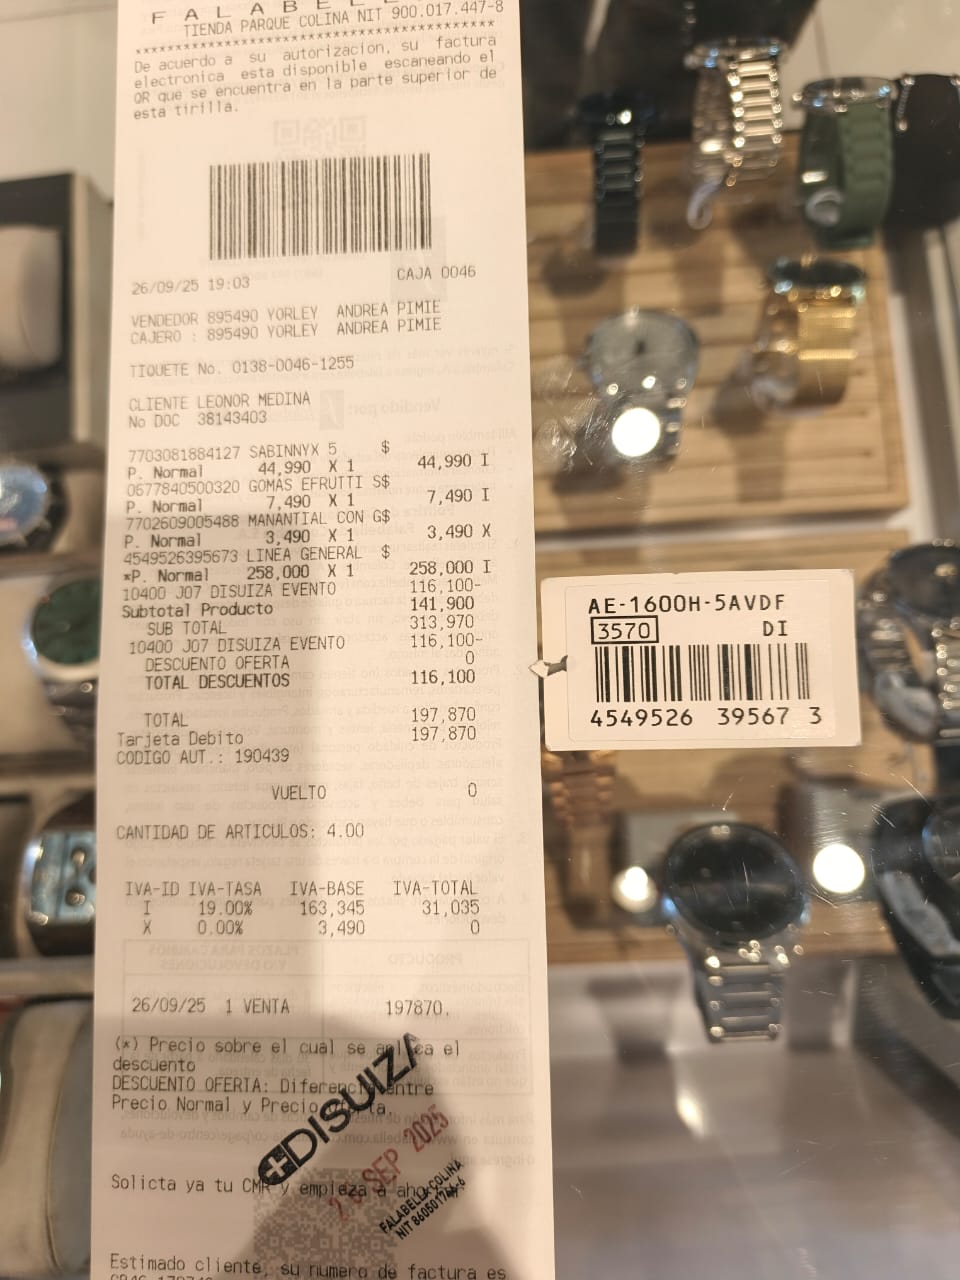 FALABEL
TIENDA PARQUE COLINA NIT 900.017.447-8
****************************************
De acuerdo a su autorizacion, su factura
electronica esta disponible escaneando el
QR que se encuentra en la parte superior de
esta tirilla.
26/09/25 19:03 CAJA 0046
VENDEDOR 895490 YORLEY ANDREA PIMIE
CAJERO : 895490 YORLEY ANDREA PIMIE
TIQUETE No. 0138-0046-1255
CLIENTE LEONOR MEDINA
No DOC 38143403
7703081884127 SABINNYX 5 $
P. Normal 44,990 X 1 44,990 I
0677840500320 GOMAS EFRUTTI S$
P. Normal 7,490 X 1 7,490 I
7702609005488 MANANTIAL CON G$
P. Normal 3,490 X 1 3,490 X
4549526395673 LINEA GENERAL $
*P. Normal 258,000 X 1 258,000 I
10400 J07 DISUIZA EVENTO 116,100-
Subtotal Producto 141,900
SUB TOTAL 313,970
10400 J07 DISUIZA EVENTO 116,100-
DESCUENTO OFERTA 0
TOTAL DESCUENTOS 116,100
TOTAL 197,870
Tarjeta Debito 197,870
CODIGO AUT.: 190439
VUELTO 0
CANTIDAD DE ARTICULOS: 4.00
IVA-ID IVA-TASA IVA-BASE IVA-TOTAL
I 19.00% 163,345 31,035
X 0.00% 3,490 0
26/09/25 1 VENTA 197870.
(*) Precio sobre el cual se aplica el
descuento
DESCUENTO OFERTA: Diferencia entre
Precio Normal y Precio Oferta.
DISUIZA
SEP 2025
FALABELLA-COLINA
NIT 860501766-6
Solicta ya tu CMR y empieza a
Estimado cliente, su numero de factura es
AE-1600H-5AVDF
3570 DI
4549526 39567 3